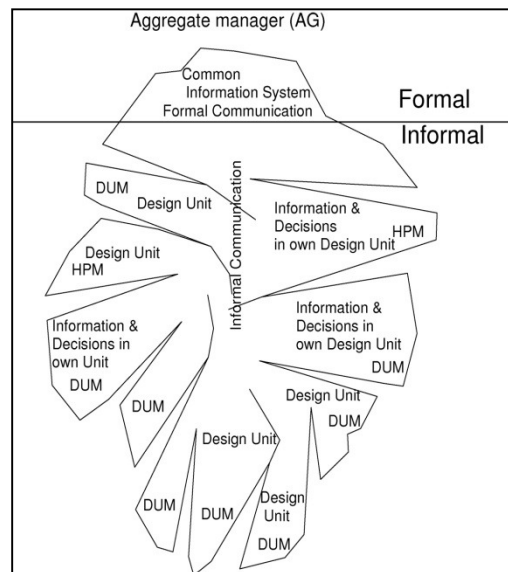 Aggregate manager (AG)
Common
Information System
Formal Communication
Formal
Informal
Informal Communication
DUM
Design Unit
Information &
Decisions
in own Design Unit
HPM
Design Unit
HPM
Information &
Decisions in
own Design Unit
DUM
Information &
Decisions in
own Unit
DUM
DUM
Design Unit
DUM
Design Unit
DUM
DUM
Design
Unit
DUM